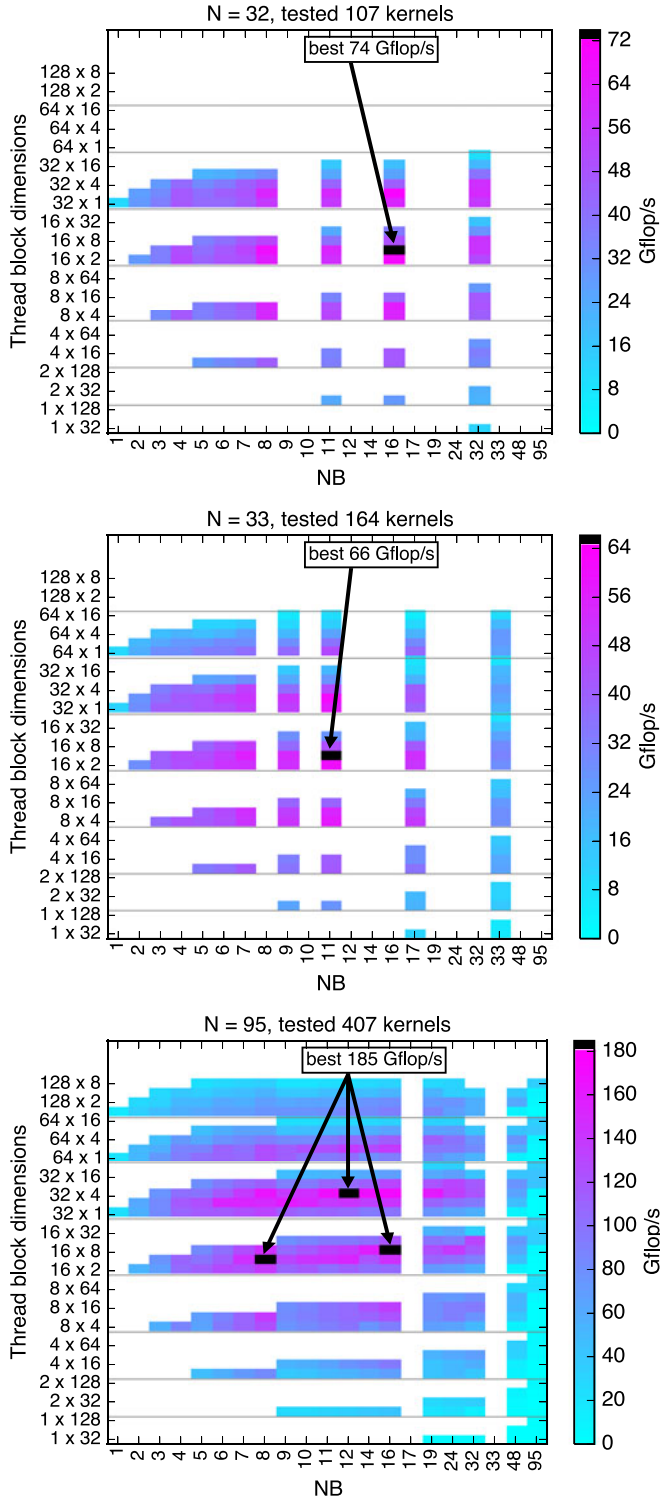 N = 32, tested 107 kernels
best 74 Gflop/s
Thread block dimensions
128 x 8
128 x 2
64 x 16
64 x 4
64 x 1
32 x 16
32 x 4
32 x 1
16 x 32
16 x 8
16 x 2
8 x 64
8 x 16
8 x 4
4 x 64
4 x 16
2 x 128
2 x 32
1 x 128
1 x 32
1 2 3 4 5 6 7 8 9 10 11 12 14 16 17 19 24 32 33 48 95
NB
72
64
56
48
40
32
24
16
8
0
Gflop/s
N = 33, tested 164 kernels
best 66 Gflop/s
Thread block dimensions
128 x 8
128 x 2
64 x 16
64 x 4
64 x 1
32 x 16
32 x 4
32 x 1
16 x 32
16 x 8
16 x 2
8 x 64
8 x 16
8 x 4
4 x 64
4 x 16
2 x 128
2 x 32
1 x 128
1 x 32
1 2 3 4 5 6 7 8 9 10 11 12 14 16 17 19 24 32 33 48 95
NB
64
56
48
40
32
24
16
8
0
Gflop/s
N = 95, tested 407 kernels
best 185 Gflop/s
Thread block dimensions
128 x 8
128 x 2
64 x 16
64 x 4
64 x 1
32 x 16
32 x 4
32 x 1
16 x 32
16 x 8
16 x 2
8 x 64
8 x 16
8 x 4
4 x 64
4 x 16
2 x 128
2 x 32
1 x 128
1 x 32
1 2 3 4 5 6 7 8 9 10 11 12 14 16 17 19 24 32 33 48 95
NB
180
160
140
120
100
80
60
40
20
0
Gflop/s